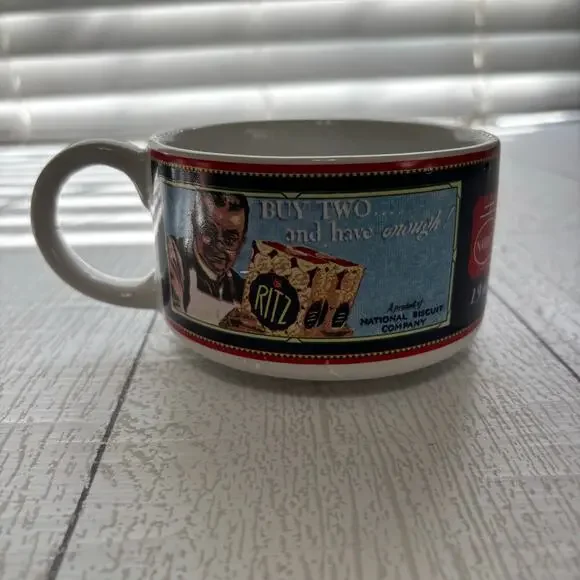 BUY TWO.....
and have enough!
RITZ
A product of
NATIONAL BISCUIT
COMPANY